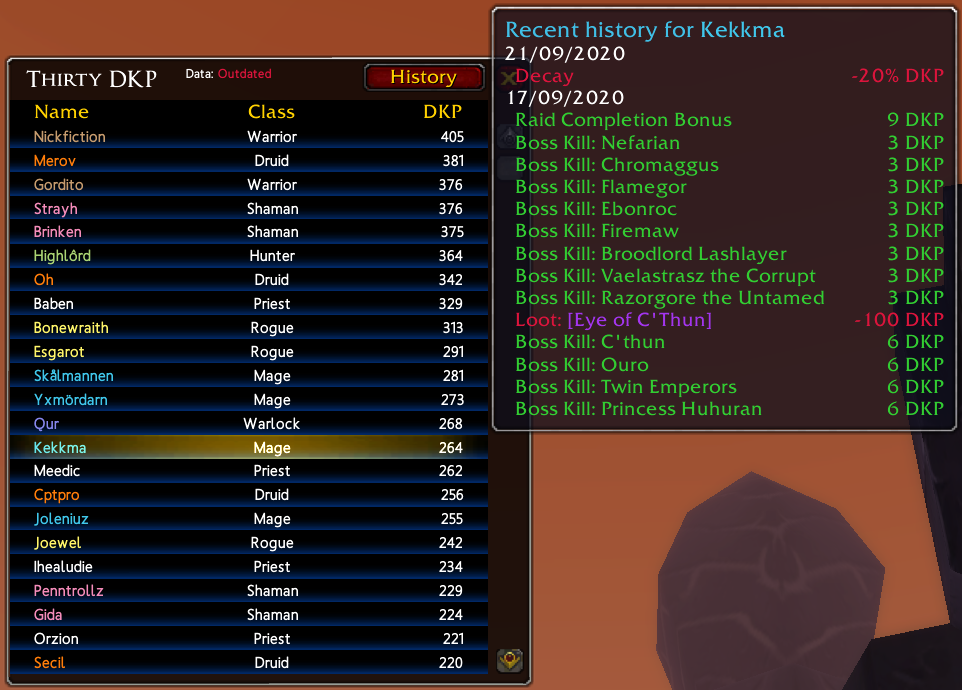 THIRTY DKP
Data: Outdated
History
Name Class DKP
Nickfiction Warrior 405
Merov Druid 381
Gordito Warrior 376
Strayh Shaman 376
Brinken Shaman 375
Highlôrd Hunter 364
Oh Druid 342
Baben Priest 329
Bonewraith Rogue 313
Esgarot Rogue 291
Skålmannen Mage 281
Yxmördarn Mage 273
Qur Warlock 268
Kekkma Mage 264
Meedic Priest 262
Cptpro Druid 256
Joleniuz Mage 255
Joewel Rogue 242
Ihealudie Priest 234
Penntrollz Shaman 229
Gida Shaman 224
Orzion Priest 221
Secil Druid 220
Recent history for Kekkma
21/09/2020
Decay -20% DKP
17/09/2020
Raid Completion Bonus 9 DKP
Boss Kill: Nefarian 3 DKP
Boss Kill: Chromaggus 3 DKP
Boss Kill: Flamegor 3 DKP
Boss Kill: Ebonroc 3 DKP
Boss Kill: Firemaw 3 DKP
Boss Kill: Broodlord Lashlayer 3 DKP
Boss Kill: Vaelastrasz the Corrupt 3 DKP
Boss Kill: Razorgore the Untamed 3 DKP
Loot: [Eye of C'Thun] -100 DKP
Boss Kill: C'thun 6 DKP
Boss Kill: Ouro 6 DKP
Boss Kill: Twin Emperors 6 DKP
Boss Kill: Princess Huhuran 6 DKP